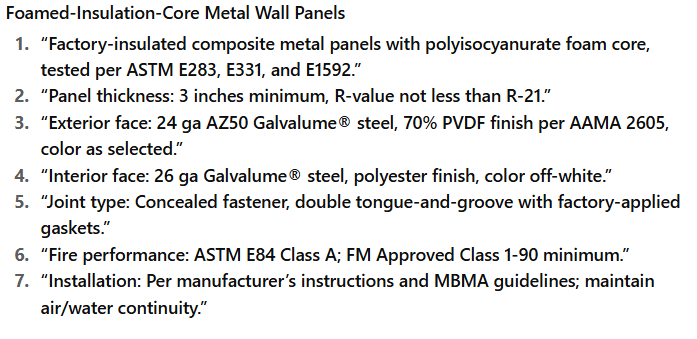 Foamed-Insulation-Core Metal Wall Panels
1. “Factory-insulated composite metal panels with polyisocyanurate foam core,
tested per ASTM E283, E331, and E1592.”
2. “Panel thickness: 3 inches minimum, R-value not less than R-21.”
3. “Exterior face: 24 ga AZ50 Galvalume® steel, 70% PVDF finish per AAMA 2605,
color as selected.”
4. “Interior face: 26 ga Galvalume® steel, polyester finish, color off-white.”
5. “Joint type: Concealed fastener, double tongue-and-groove with factory-applied
gaskets.”
6. “Fire performance: ASTM E84 Class A; FM Approved Class 1-90 minimum.”
7. “Installation: Per manufacturer’s instructions and MBMA guidelines; maintain
air/water continuity.”